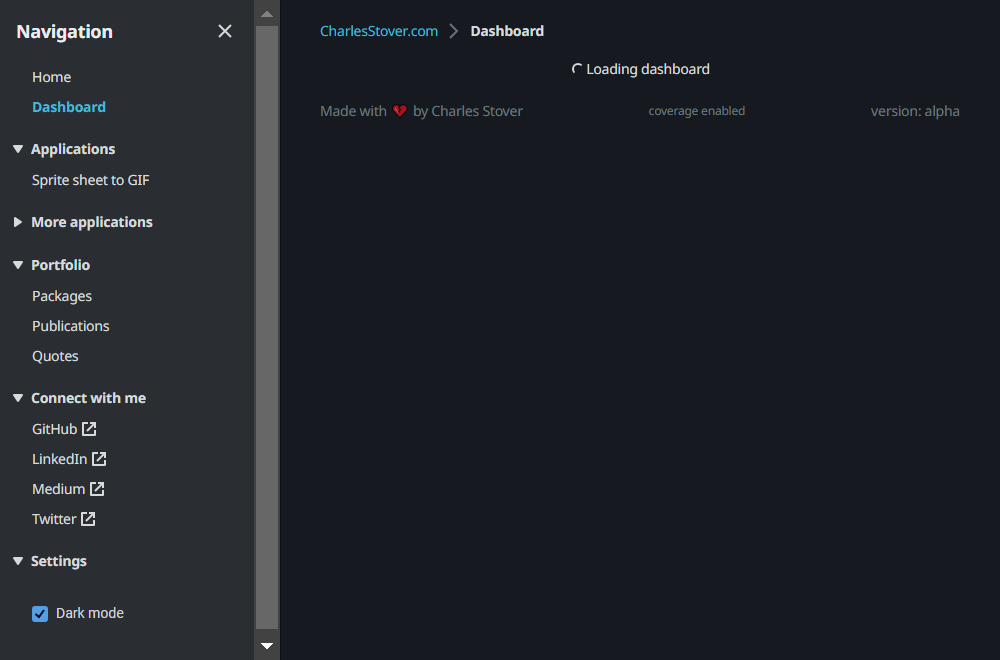 Navigation
Home
Dashboard
Applications
Sprite sheet to GIF
More applications
Portfolio
Packages
Publications
Quotes
Connect with me
GitHub
LinkedIn
Medium
Twitter
Settings
Dark mode
CharlesStover.com
Dashboard
Loading dashboard
Made with 💔 by Charles Stover
coverage enabled
version: alpha